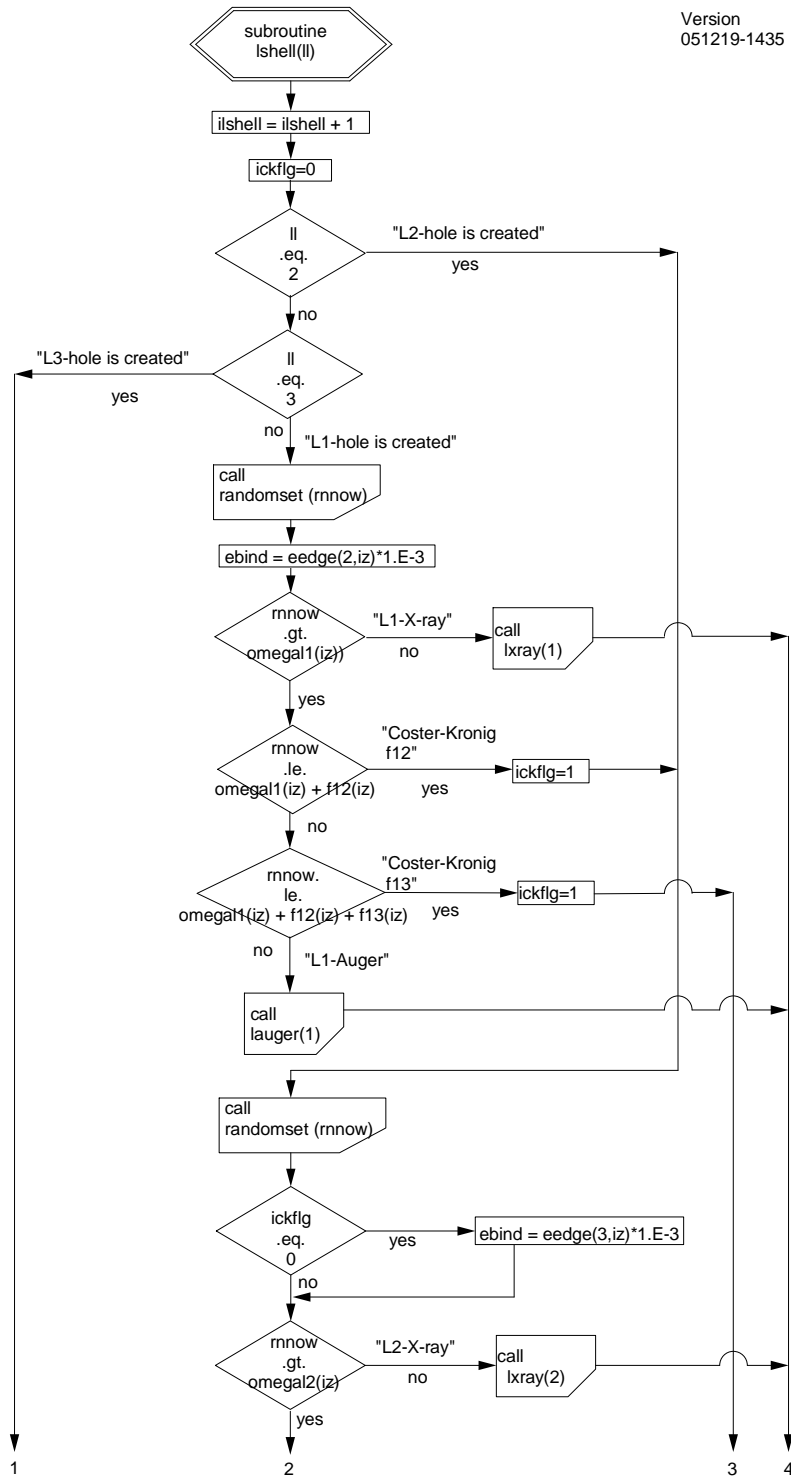 Version
051219-1435
subroutine
lshell(ll)
ilshell = ilshell + 1
ickflg=0
ll
.eq.
2
"L2-hole is created"
yes
no
ll
.eq.
3
"L3-hole is created"
yes
no
"L1-hole is created"
call
randomset (rnnow)
ebind = eedge(2,iz)*1.E-3
rnnow
.gt.
omegal1(iz))
"L1-X-ray"
no
call
lxray(1)
yes
rnnow
.le.
omegal1(iz) + f12(iz)
"Coster-Kronig
f12"
yes
ickflg=1
no
rnnow.
le.
omegal1(iz) + f12(iz) + f13(iz)
"Coster-Kronig
f13"
yes
ickflg=1
no
"L1-Auger"
call
lauger(1)
call
randomset (rnnow)
ickflg
.eq.
0
yes
ebind = eedge(3,iz)*1.E-3
no
rnnow
.gt.
omegal2(iz)
"L2-X-ray"
no
call
lxray(2)
yes
1
2
3
4